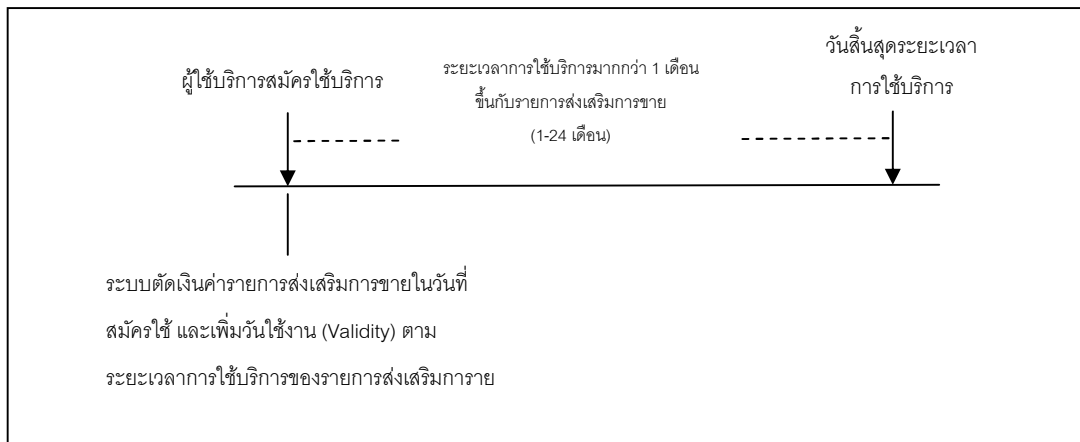 ผู้ใช้บริการสมัครใช้บริการ
ระยะเวลาการใช้บริการมากกว่า 1 เดือน
ขึ้นกับรายการส่งเสริมการขาย
(1-24 เดือน)
วันสิ้นสุดระยะเวลา
การใช้บริการ
ระบบตัดเงินค่ารายการส่งเสริมการขายในวันที่
สมัครใช้ และเพิ่มวันใช้งาน (Validity) ตาม
ระยะเวลาการใช้บริการของรายการส่งเสริมการาย